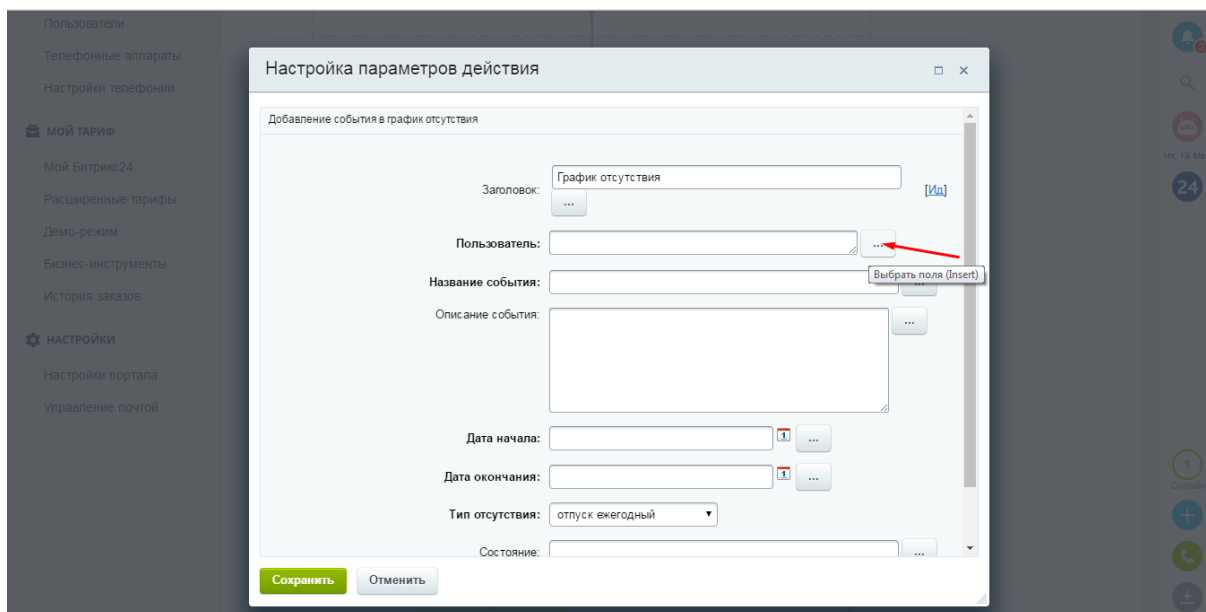 Пользователи
Телефонные аппараты
Настройки телефонии
МОЙ ТАРИФ
Мой Битрикс24
Расширенные тарифы
Демо-режим
Бизнес-инструменты
История заказов
НАСТРОЙКИ
Настройки портала
Управление почтой
Настройка параметров действия
Добавление события в график отсутствия
Заголовок: График отсутствия [Ид]
...
Пользователь: ...
Выбрать поля (Insert)
Название события: ...
Описание события: ...
Дата начала: 1 ...
Дата окончания: 1 ...
Тип отсутствия: отпуск ежегодный
Состояние: ...
Сохранить Отменить
2
Чт, 19 Ма
24
1